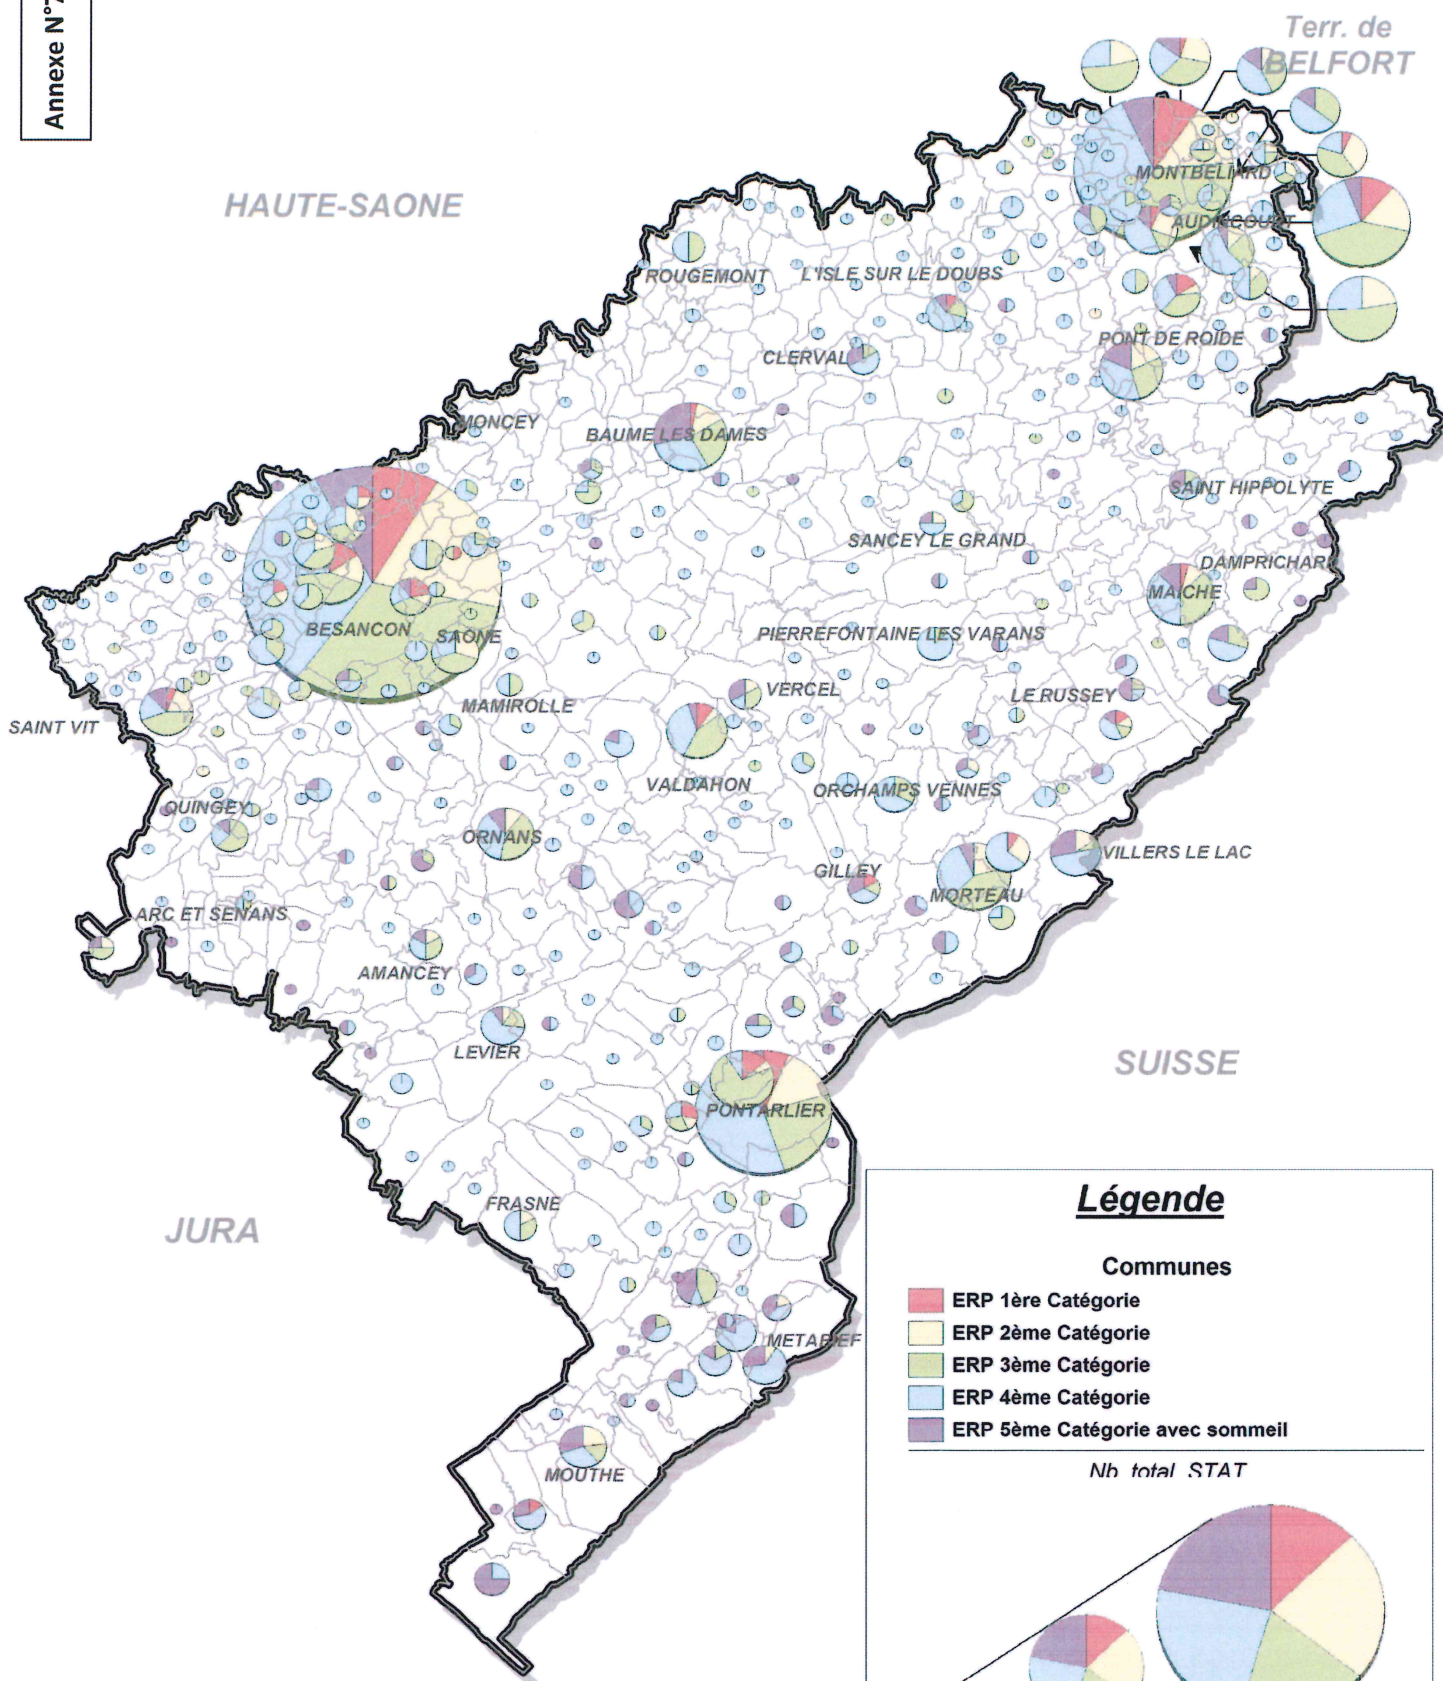 Annexe N°7
Terr. de
BELFORT
HAUTE-SAONE
MONTBELIARD
AUDINCOURT
ROUGEMONT
L'ISLE SUR LE DOUBS
PONT DE ROIDE
CLERVAL
MONCEY
BAUME LES DAMES
SAINT HIPPOLYTE
SANCEY LE GRAND
DAMPRICHARD
MAICHE
BESANCON
SAONE
PIERREFONTAINE LES VARANS
VERCEL
LE RUSSEY
MAMIROLLE
SAINT VIT
VALDAHON
ORCHAMPS VENNES
QUINGEY
ORNANS
VILLERS LE LAC
GILLEY
MORTEAU
ARC ET SENANS
AMANCEY
LEVIER
SUISSE
PONTARLIER
FRASNE
JURA
METABIEF
MOUTHE
Légende
Communes
ERP 1ère Catégorie
ERP 2ème Catégorie
ERP 3ème Catégorie
ERP 4ème Catégorie
ERP 5ème Catégorie avec sommeil
Nb_total_STAT